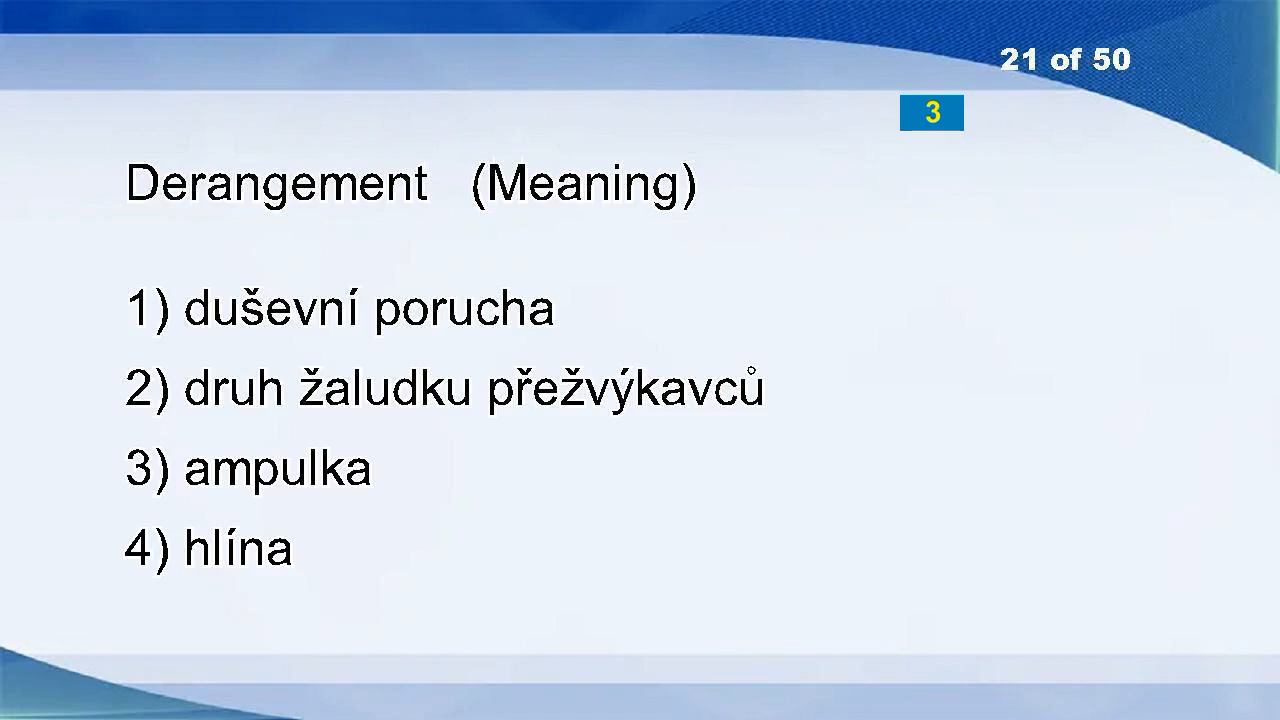 21 of 50
3
Derangement (Meaning)
1) duševní porucha
2) druh žaludku přežvýkavců
3) ampulka
4) hlína